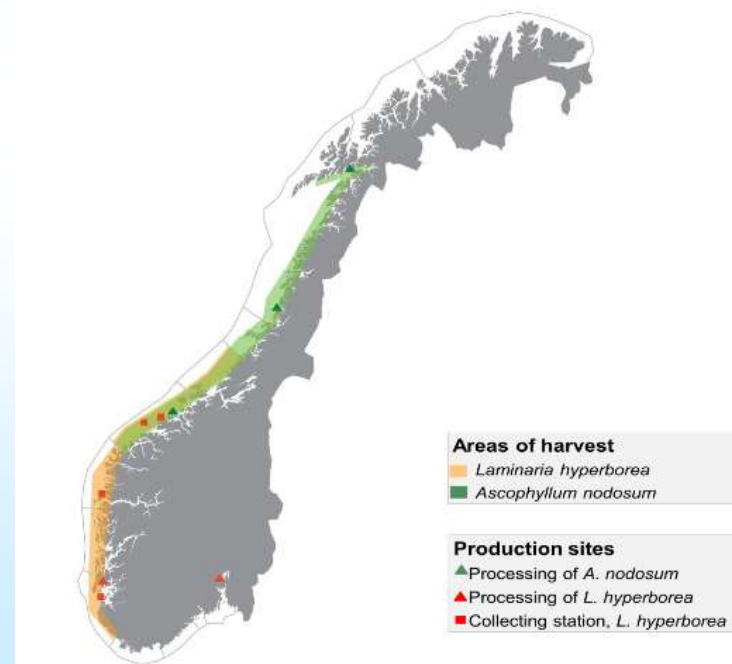 Areas of harvest
Laminaria hyperborea
Ascophyllum nodosum
Production sites
Processing of A. nodosum
Processing of L. hyperborea
Collecting station, L. hyperborea